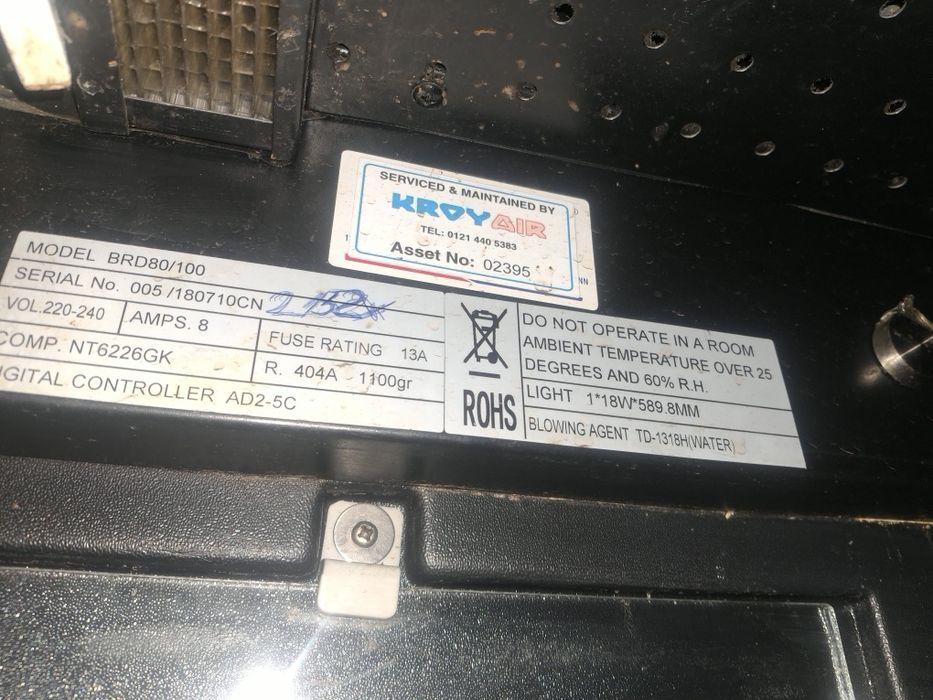 SERVICED & MAINTAINED BY
KROYAIR
TEL: 0121 440 5383
Asset No: 02395
MODEL BRD80/100
SERIAL No. 005 /180710CN
VOL.220-240
AMPS. 8
FUSE RATING 13A
COMP. NT6226GK
R. 404A 1100gr
IGITAL CONTROLLER AD2-5C
ROHS
DO NOT OPERATE IN A ROOM
AMBIENT TEMPERATURE OVER 25
DEGREES AND 60% R.H.
LIGHT 1*18W*589.8MM
BLOWING AGENT TD-1318H(WATER)